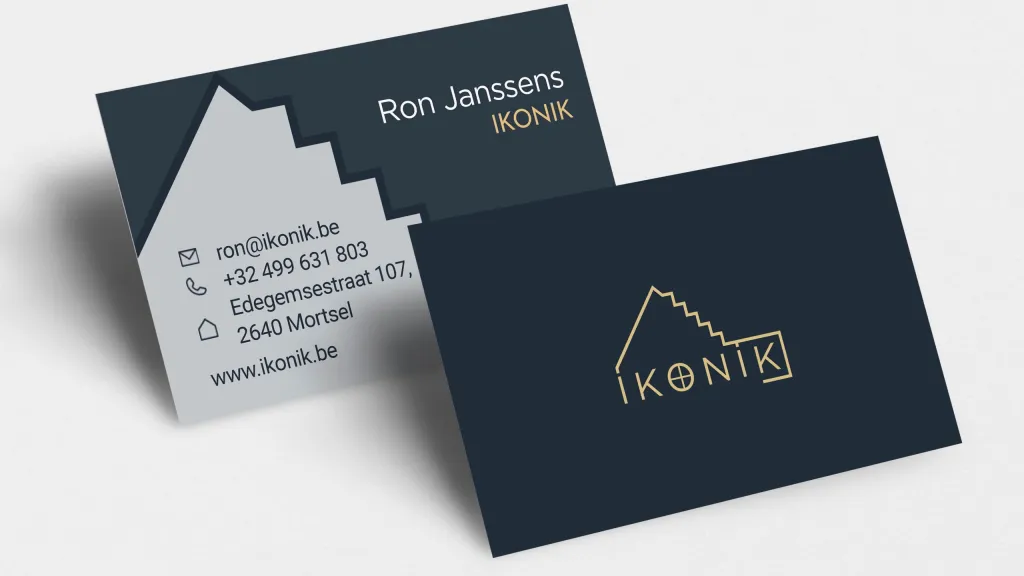 Ron Janssens
IKONIK
ron@ikonik.be
+32 499 631 803
Edegemsestraat 107,
2640 Mortsel
www.ikonik.be
IKONIK